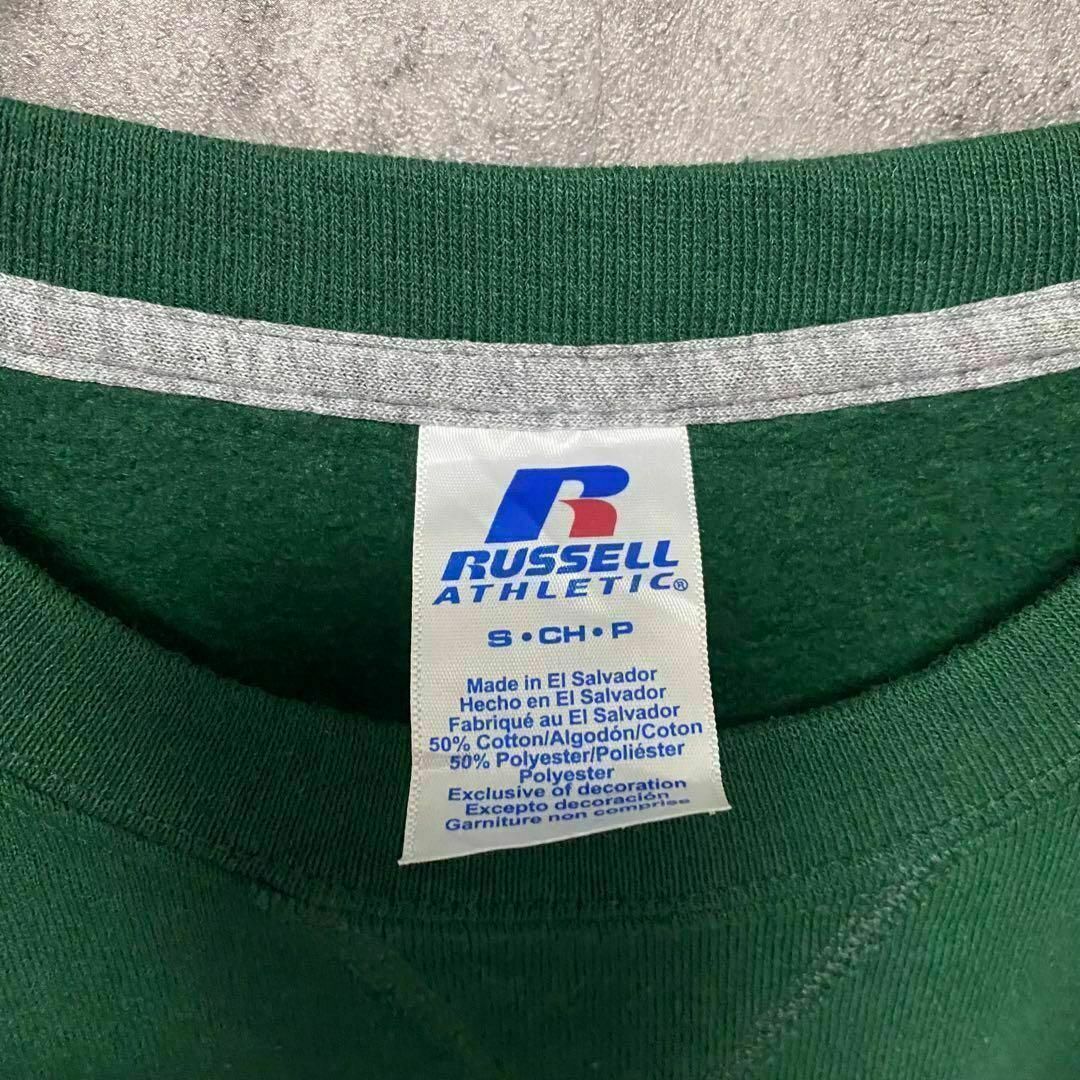 R
RUSSELL
ATHLETIC®
S•CH•P
Made in El Salvador
Hecho en El Salvador
Fabriqué au El Salvador
50% Cotton/Algodón/Coton
50% Polyester/Poliéster
Polyester
Exclusive of decoration
Excepto decoración
Garniture non comprise